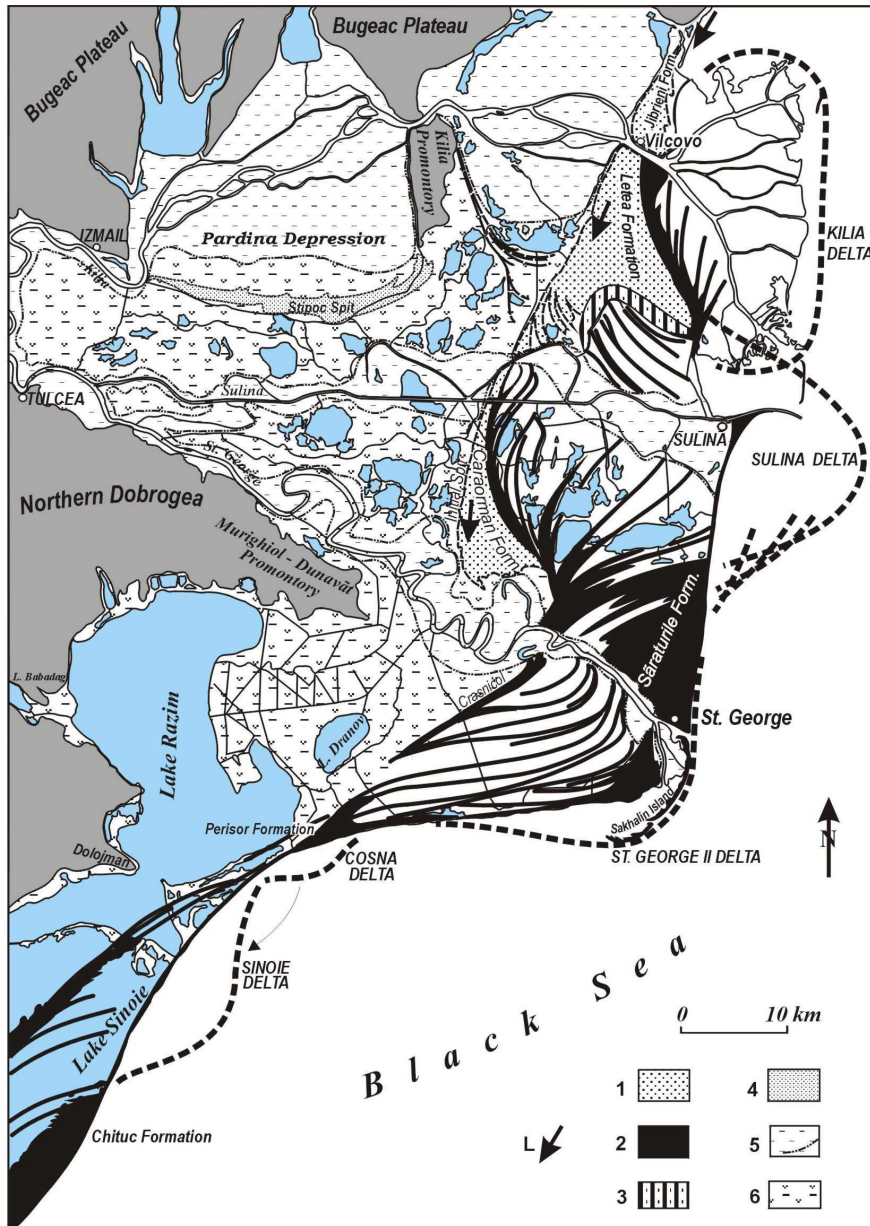 Bugeac Plateau
Bugeac Plateau
Jibrieni Form.
Kilia
Promontory
Vilcovo
Letea Formation
KILIA
DELTA
IZMAIL
Kilia
Pardina Depression
Stipoc Spit
TULCEA
Sulina
SULINA
SULINA DELTA
St. George
Caraorman Form.
Initial Spit
Northern Dobrogea
Murighiol - Dunavăt
Promontory
Săraturile Form.
L. Babadag
Crasnicol
St. George
Lake Razim
L. Dranov
Sakhalin Island
Perisor Formation
Dolojman
COSNA
DELTA
ST. GEORGE II DELTA
N
SINOIE
DELTA
Lake Sinoie
Black Sea
0 10 km
1 4
L 2 5
Chituc Formation
3 6